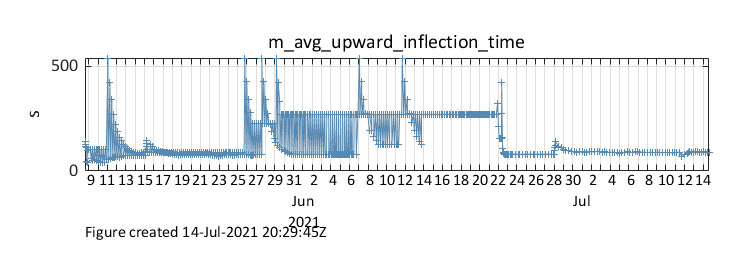 m_avg_upward_inflection_time
500
s
0
9 11 13 15 17 19 21 23 25 27 29 31 2 4 6 8 10 12 14 16 18 20 22 24 26 28 30 2 4 6 8 10 12 14
Jun Jul
2021
Figure created 14-Jul-2021 20:29:45Z